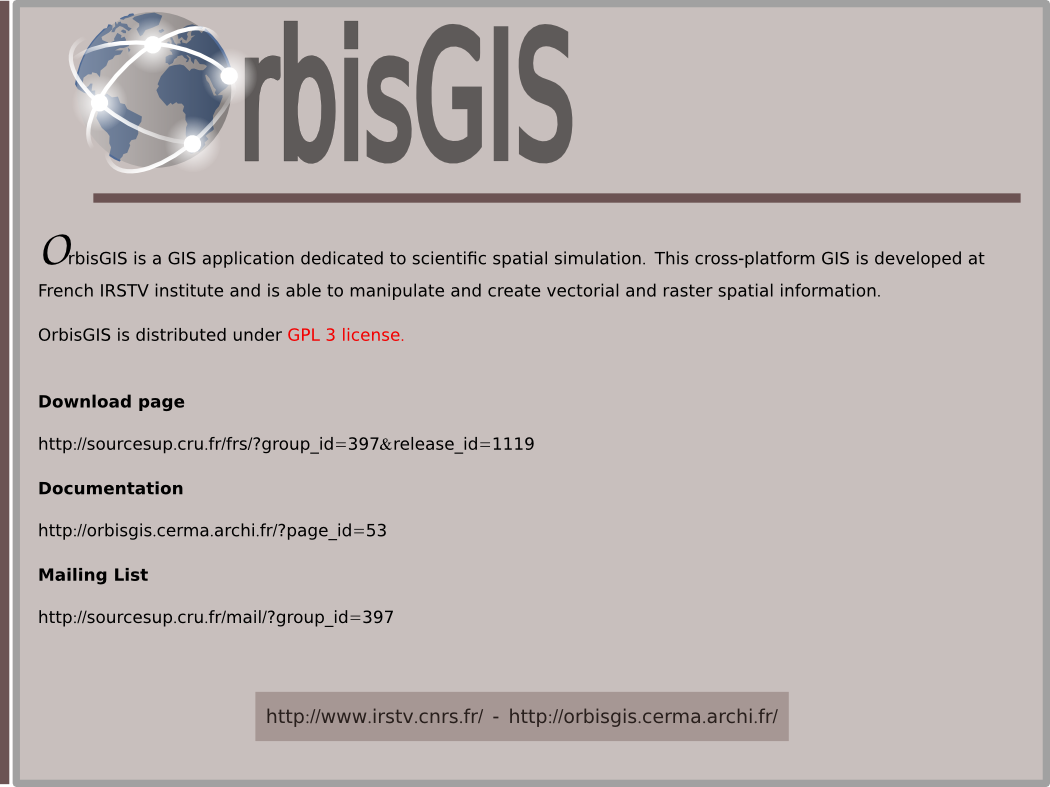 rbisGIS
OrbisGIS is a GIS application dedicated to scientific spatial simulation. This cross-platform GIS is developed at
French IRSTV institute and is able to manipulate and create vectorial and raster spatial information.
OrbisGIS is distributed under GPL 3 license.
Download page
http://sourcesup.cru.fr/frs/?group_id=397&release_id=1119
Documentation
http://orbisgis.cerma.archi.fr/?page_id=53
Mailing List
http://sourcesup.cru.fr/mail/?group_id=397
http://www.irstv.cnrs.fr/ - http://orbisgis.cerma.archi.fr/